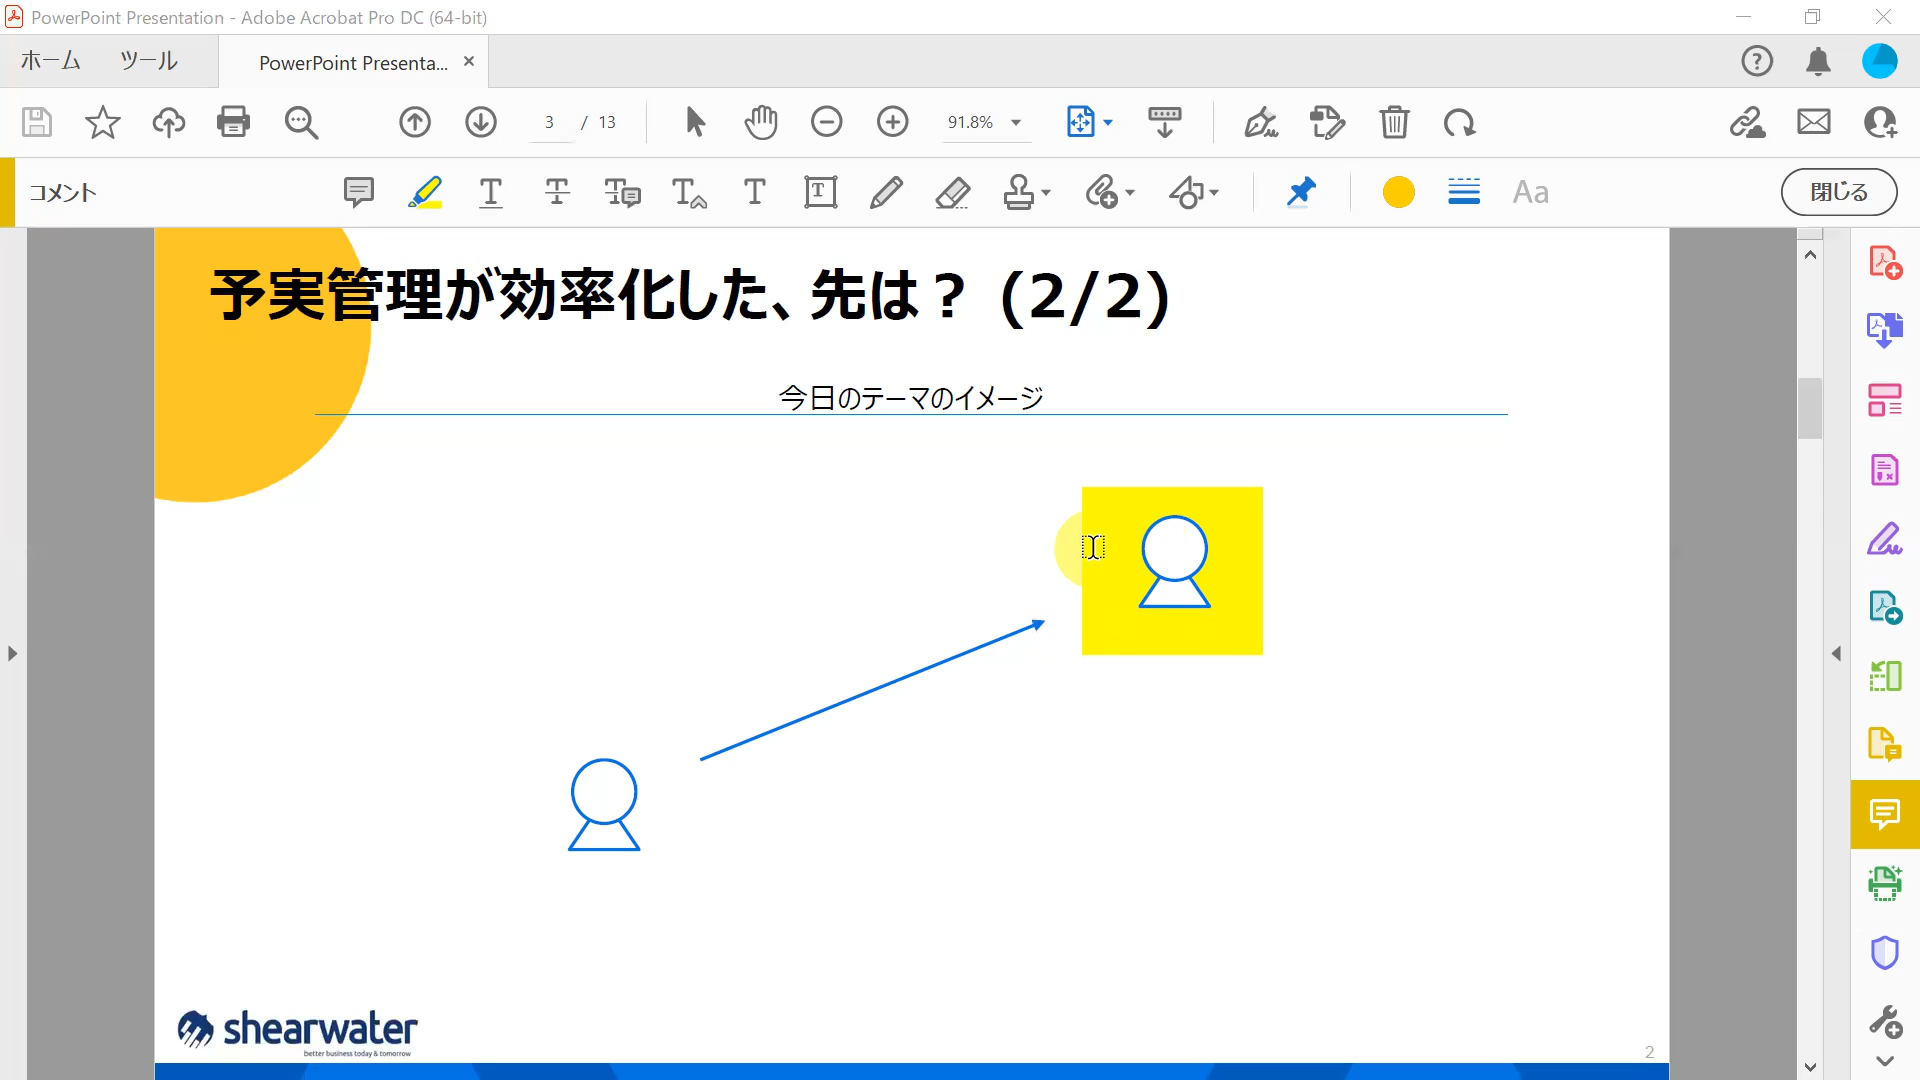 PowerPoint Presentation - Adobe Acrobat Pro DC (64-bit)
ホーム ツール PowerPoint Presenta...
3 / 13 91.8%
コメント Aa 閉じる
予実管理が効率化した、先は？ (2/2)
今日のテーマのイメージ
shearwater
better business today & tomorrow
2